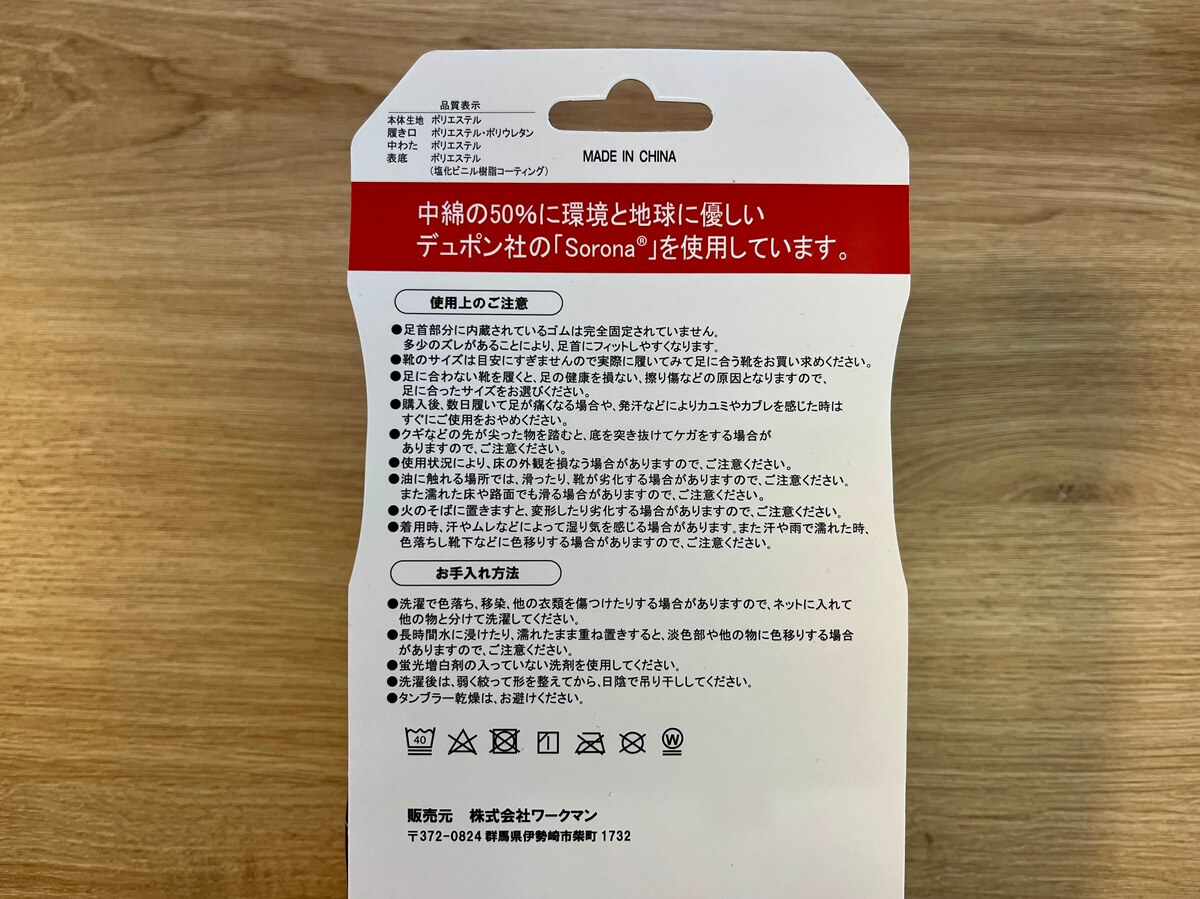 品質表示
本体生地 ポリエステル
履き口 ポリエステル・ポリウレタン
中わた ポリエステル
表底 ポリエステル
(塩化ビニル樹脂コーティング)
MADE IN CHINA
中綿の50%に環境と地球に優しい
デュポン社の「Sorona®」を使用しています。
使用上のご注意
●足首部分に内蔵されているゴムは完全固定されていません。
多少のズレがあることにより、足首にフィットしやすくなります。
●靴のサイズは目安にすぎませんので実際に履いてみて足に合う靴をお買い求めください。
●足に合わない靴を履くと、足の健康を損ない、擦り傷などの原因となりますので、
足に合ったサイズをお選びください。
●購入後、数日履いて足が痛くなる場合や、発汗などによりカユミやカブレを感じた時は
すぐにご使用をおやめください。
●クギなどの先が尖った物を踏むと、底を突き抜けてケガをする場合が
ありますので、ご注意ください。
●使用状況により、床の外観を損なう場合がありますので、ご注意ください。
●油に触れる場所では、滑ったり、靴が劣化する場合がありますので、ご注意ください。
また濡れた床や路面でも滑る場合がありますので、ご注意ください。
●火のそばに置きますと、変形したり劣化する場合がありますので、ご注意ください。
●着用時、汗やムレなどによって湿り気を感じる場合があります。また汗や雨で濡れた時、
色落ちし靴下などに色移りする場合がありますので、ご注意ください。
お手入れ方法
●洗濯で色落ち、移染、他の衣類を傷つけたりする場合がありますので、ネットに入れて
他の物と分けて洗濯してください。
●長時間水に浸けたり、濡れたまま重ね置きすると、淡色部や他の物に色移りする場合
がありますので、ご注意ください。
●蛍光増白剤の入っていない洗剤を使用してください。
●洗濯後は、弱く絞って形を整えてから、日陰で吊り干ししてください。
●タンブラー乾燥は、お避けください。
40 W
販売元 株式会社ワークマン
〒372-0824 群馬県伊勢崎市柴町1732